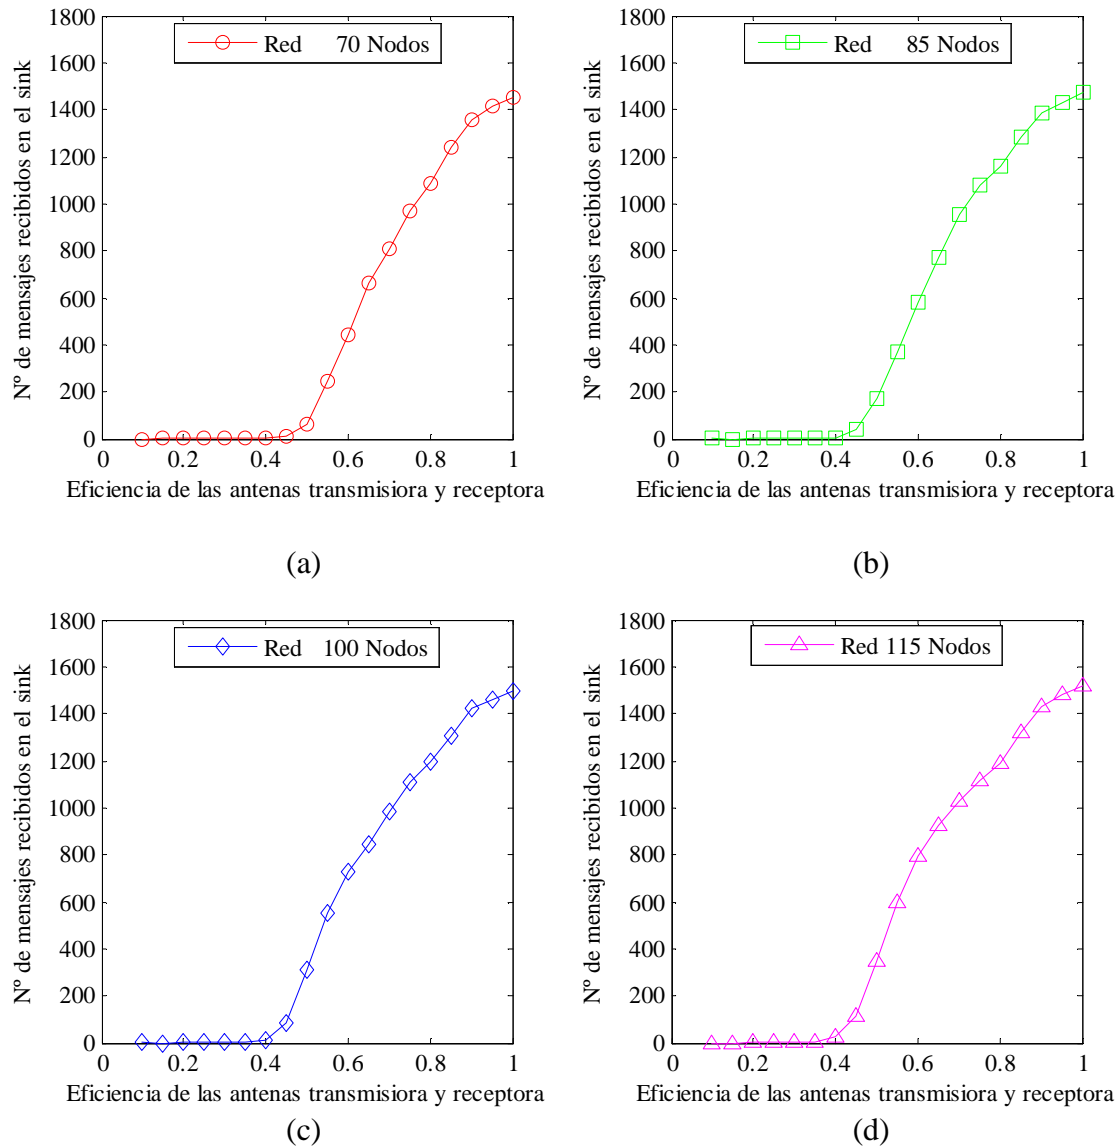 1800
1600
1400
1200
1000
800
600
400
200
0
Nº de mensajes recibidos en el sink
Red 70 Nodos
0 0.2 0.4 0.6 0.8 1
Eficiencia de las antenas transmisiora y receptora
(a)
1800
1600
1400
1200
1000
800
600
400
200
0
Nº de mensajes recibidos en el sink
Red 85 Nodos
0 0.2 0.4 0.6 0.8 1
Eficiencia de las antenas transmisiora y receptora
(b)
1800
1600
1400
1200
1000
800
600
400
200
0
Nº de mensajes recibidos en el sink
Red 100 Nodos
0 0.2 0.4 0.6 0.8 1
Eficiencia de las antenas transmisiora y receptora
(c)
1800
1600
1400
1200
1000
800
600
400
200
0
Nº de mensajes recibidos en el sink
Red 115 Nodos
0 0.2 0.4 0.6 0.8 1
Eficiencia de las antenas transmisiora y receptora
(d)